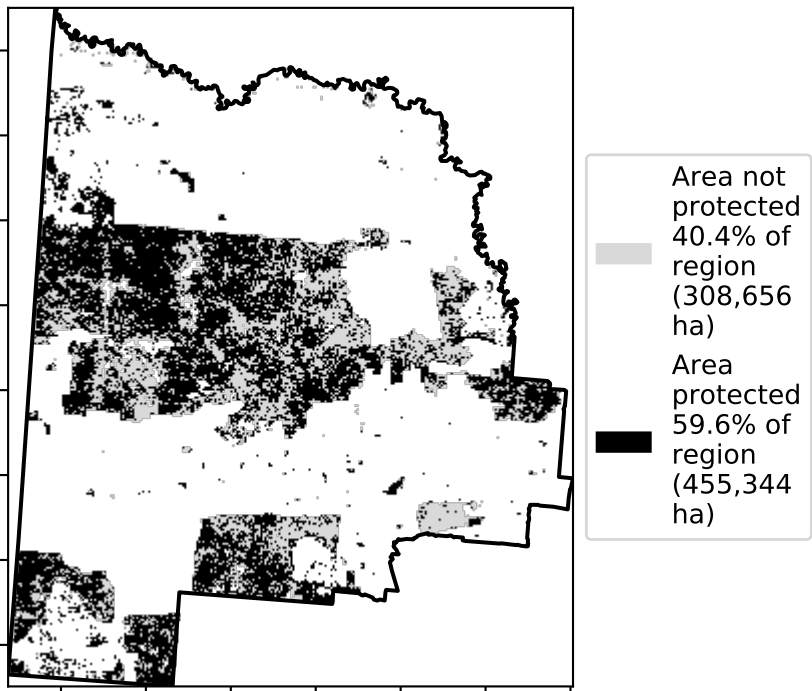 Area not
protected
40.4% of
region
(308,656
ha)
Area
protected
59.6% of
region
(455,344
ha)